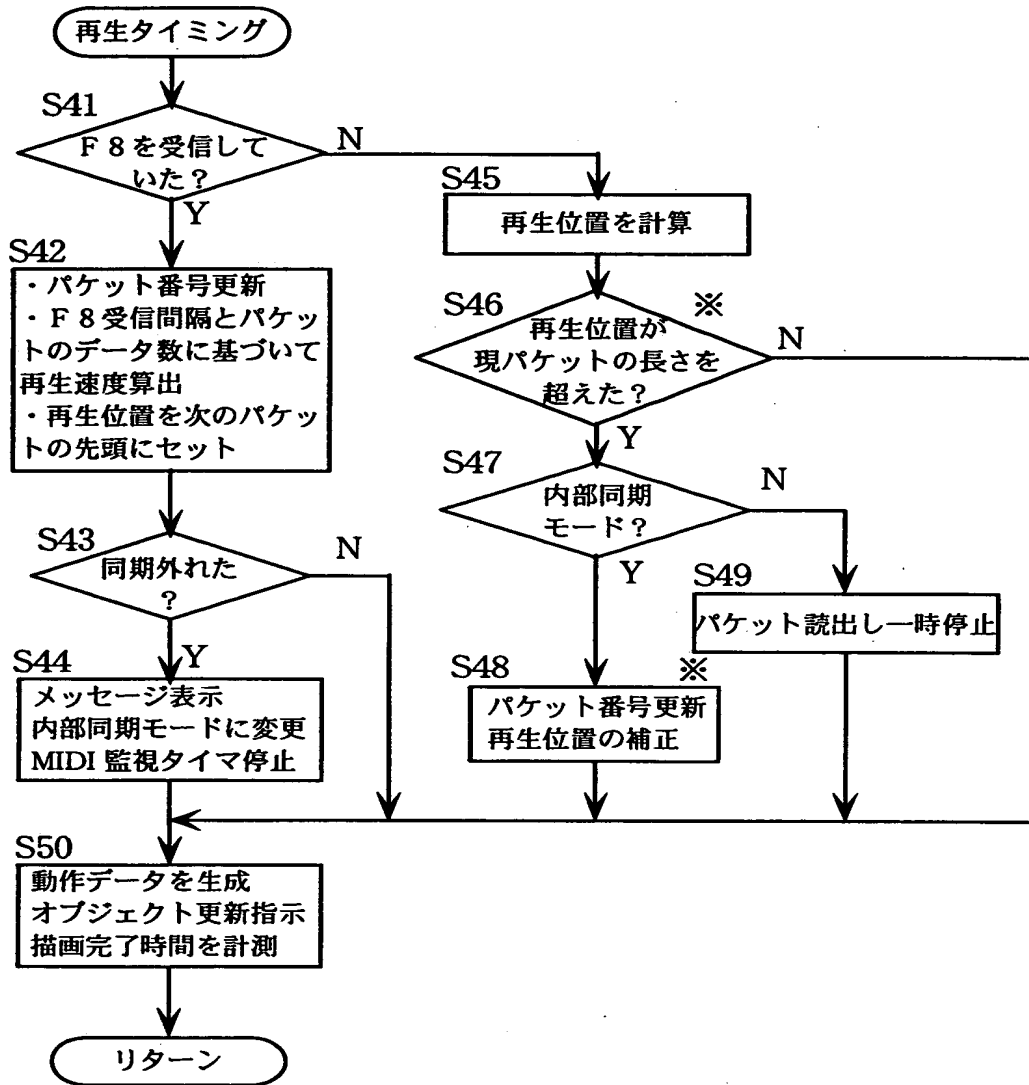 再生タイミング
S41
F8を受信して
いた?
N
Y
S42
・パケット番号更新
・F8受信間隔とパケッ
トのデータ数に基づいて
再生速度算出
・再生位置を次のパケッ
トの先頭にセット
S43
同期外れた
?
N
Y
S44
メッセージ表示
内部同期モードに変更
MIDI監視タイマ停止
S45
再生位置を計算
S46
※
再生位置が
現パケットの長さを
超えた?
N
Y
S47
内部同期
モード?
N
Y
S49
パケット読出し一時停止
S48
※
パケット番号更新
再生位置の補正
S50
動作データを生成
オブジェクト更新指示
描画完了時間を計測
リターン